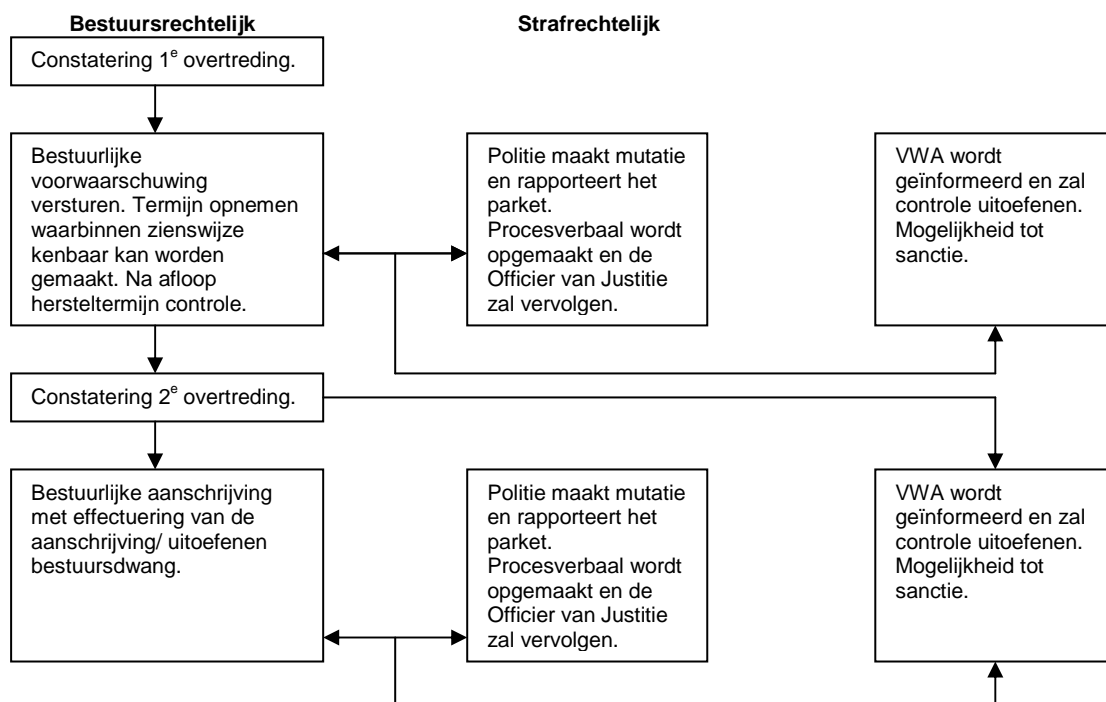 Bestuursrechtelijk
Strafrechtelijk
Constatering 1e overtreding.
Bestuurlijke
voorwaarschuwing
versturen. Termijn opnemen
waarbinnen zienswijze
kenbaar kan worden
gemaakt. Na afloop
hersteltermijn controle.
Politie maakt mutatie
en rapporteert het
parket.
Procesverbaal wordt
opgemaakt en de
Officier van Justitie
zal vervolgen.
VWA wordt
geïnformeerd en zal
controle uitoefenen.
Mogelijkheid tot
sanctie.
Constatering 2e overtreding.
Bestuurlijke aanschrijving
met effectuering van de
aanschrijving/ uitoefenen
bestuursdwang.
Politie maakt mutatie
en rapporteert het
parket.
Procesverbaal wordt
opgemaakt en de
Officier van Justitie
zal vervolgen.
VWA wordt
geïnformeerd en zal
controle uitoefenen.
Mogelijkheid tot
sanctie.